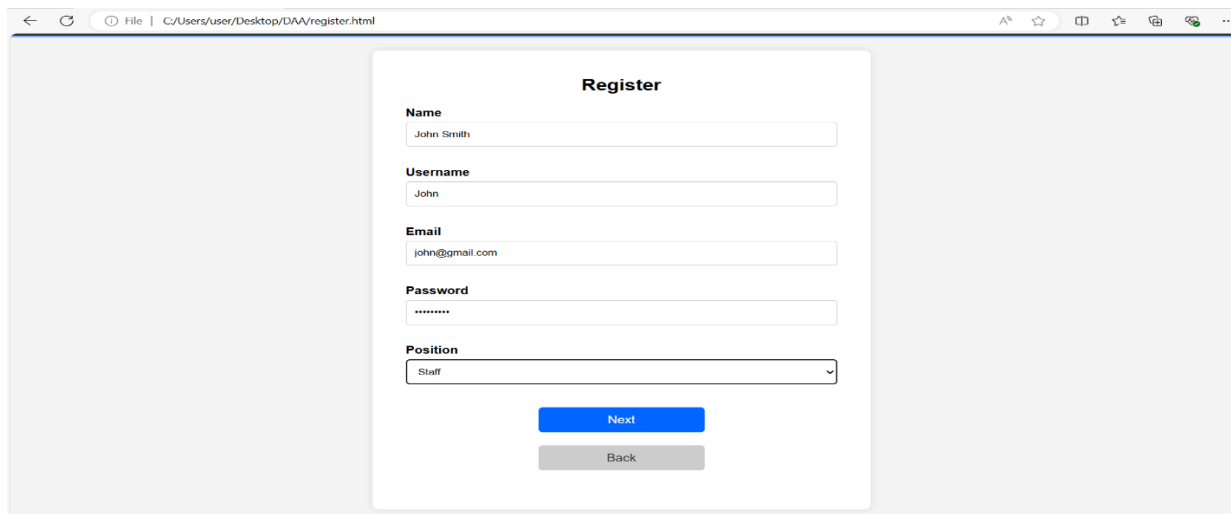 File | C:/Users/user/Desktop/DAA/register.html
Register
Name
John Smith
Username
John
Email
john@gmail.com
Password
•••••••••
Position
Staff
Next
Back